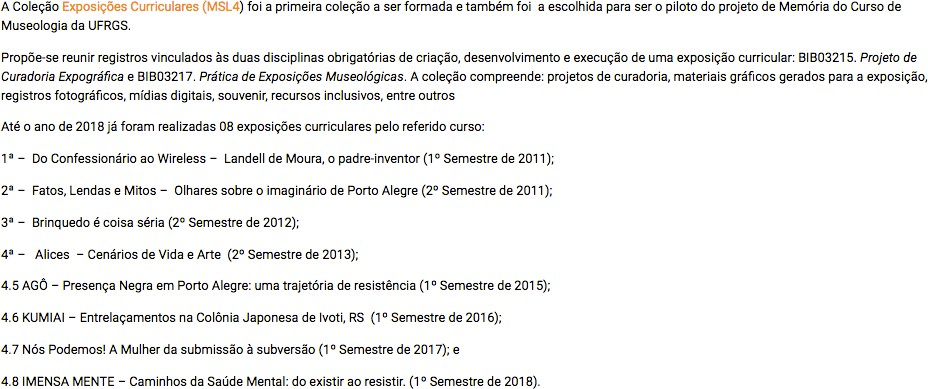 A Coleção Exposições Curriculares (MSL4) foi a primeira coleção a ser formada e também foi  a escolhida para ser o piloto do projeto de Memória do Curso de
Museologia da UFRGS.
Propõe-se reunir registros vinculados às duas disciplinas obrigatórias de criação, desenvolvimento e execução de uma exposição curricular: BIB03215. Projeto de
Curadoria Expográfica e BIB03217. Prática de Exposições Museológicas. A coleção compreende: projetos de curadoria, materiais gráficos gerados para a exposição,
registros fotográficos, mídias digitais, souvenir, recursos inclusivos, entre outros
Até o ano de 2018 já foram realizadas 08 exposições curriculares pelo referido curso:
1ª –  Do Confessionário ao Wireless –  Landell de Moura, o padre-inventor (1º Semestre de 2011);
2ª –  Fatos, Lendas e Mitos –  Olhares sobre o imaginário de Porto Alegre (2º Semestre de 2011);
3ª –  Brinquedo é coisa séria (2º Semestre de 2012);
4ª –   Alices  – Cenários de Vida e Arte  (2º Semestre de 2013);
4.5 AGÔ – Presença Negra em Porto Alegre: uma trajetória de resistência (1º Semestre de 2015);
4.6 KUMIAI – Entrelaçamentos na Colônia Japonesa de Ivoti, RS  (1º Semestre de 2016);
4.7 Nós Podemos! A Mulher da submissão à subversão (1º Semestre de 2017); e
4.8 IMENSA MENTE – Caminhos da Saúde Mental: do existir ao resistir. (1º Semestre de 2018).